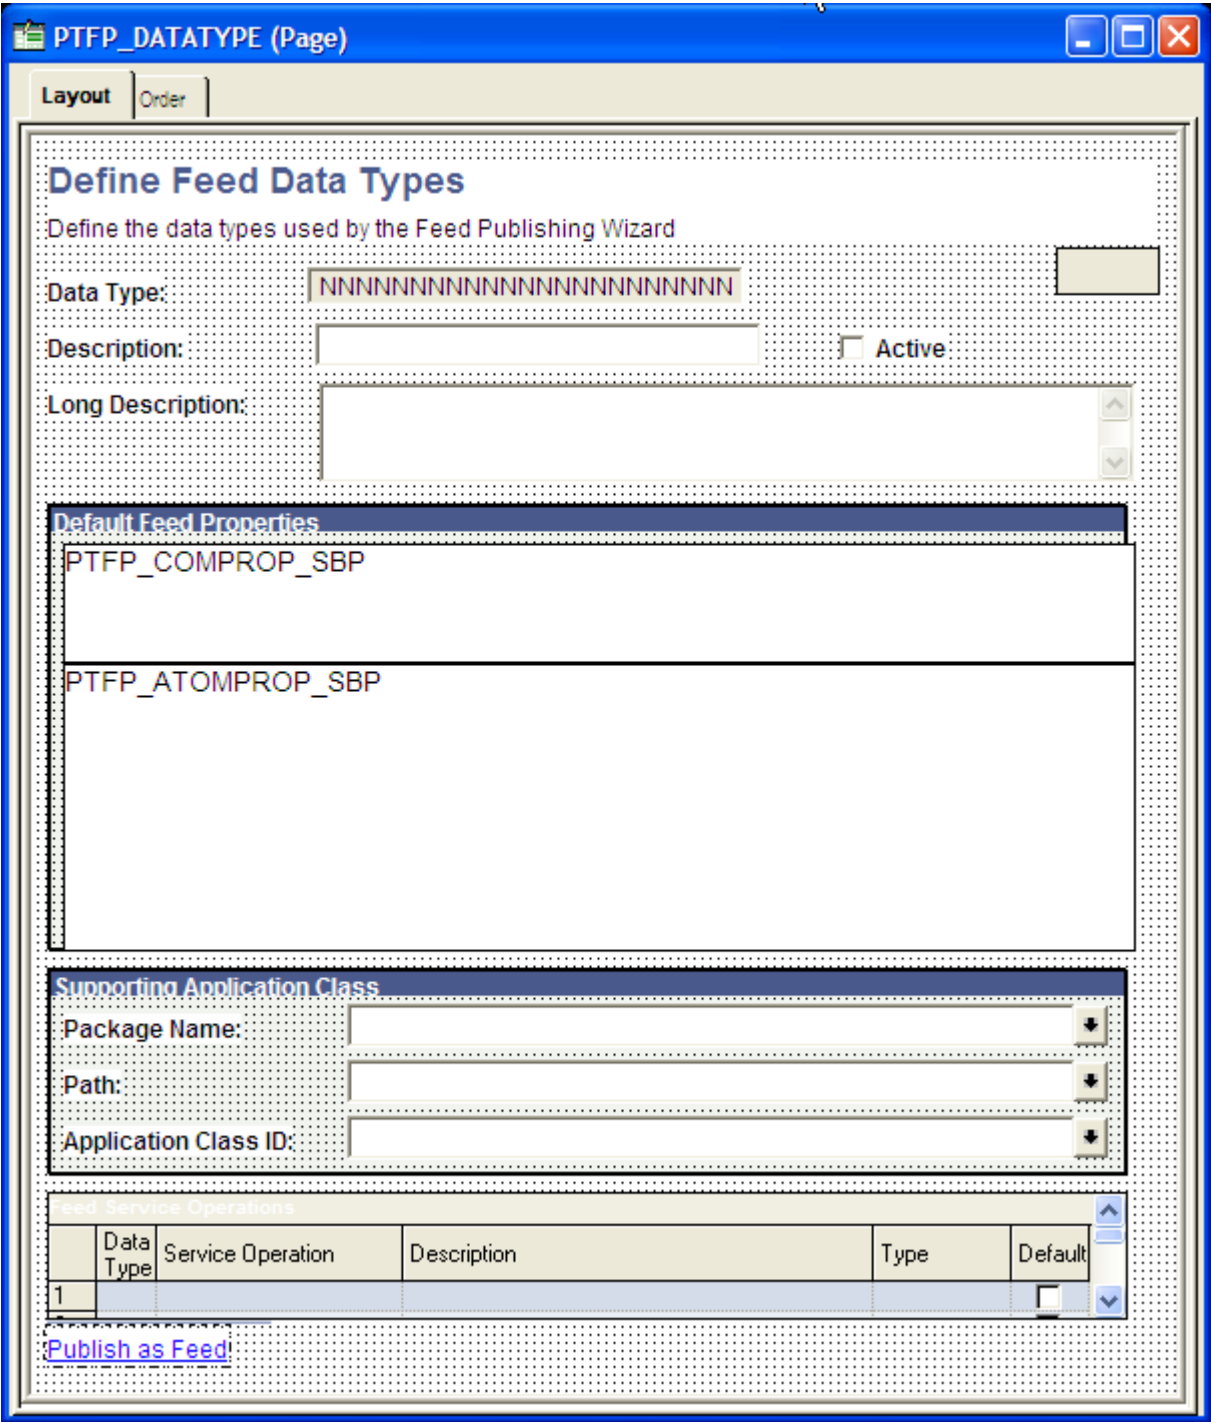 PTFP_DATATYPE (Page)
Layout Order
Define Feed Data Types
Define the data types used by the Feed Publishing Wizard
Data Type: NNNNNNNNNNNNNNNNNNNNNNN
Description: Active
Long Description:
Default Feed Properties
PTFP_COMPROP_SBP
PTFP_ATOMPROP_SBP
Supporting Application Class
Package Name:
Path:
Application Class ID:
Feed Service Operations
Data Type Service Operation Description Type Default
1
Publish as Feed